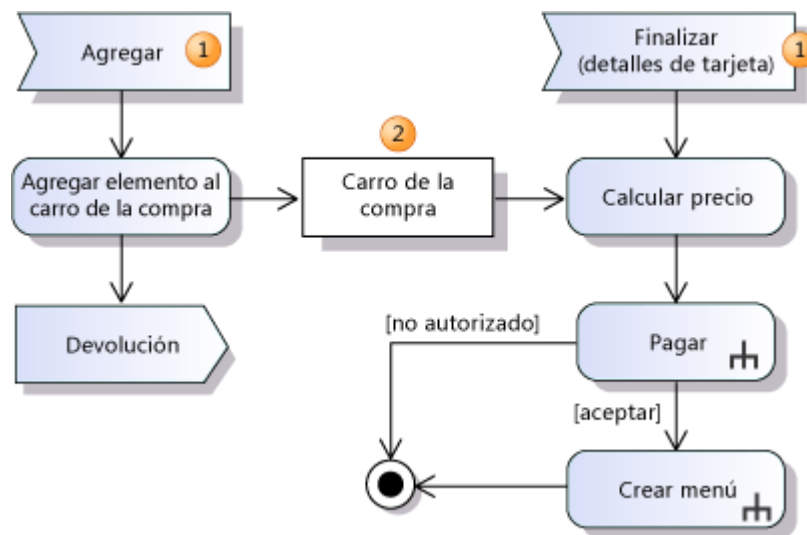 Agregar
1
Finalizar
(detalles de tarjeta)
1
2
Agregar elemento al
carro de la compra
Carro de la
compra
Calcular precio
Devolución
[no autorizado]
Pagar
[aceptar]
Crear menú